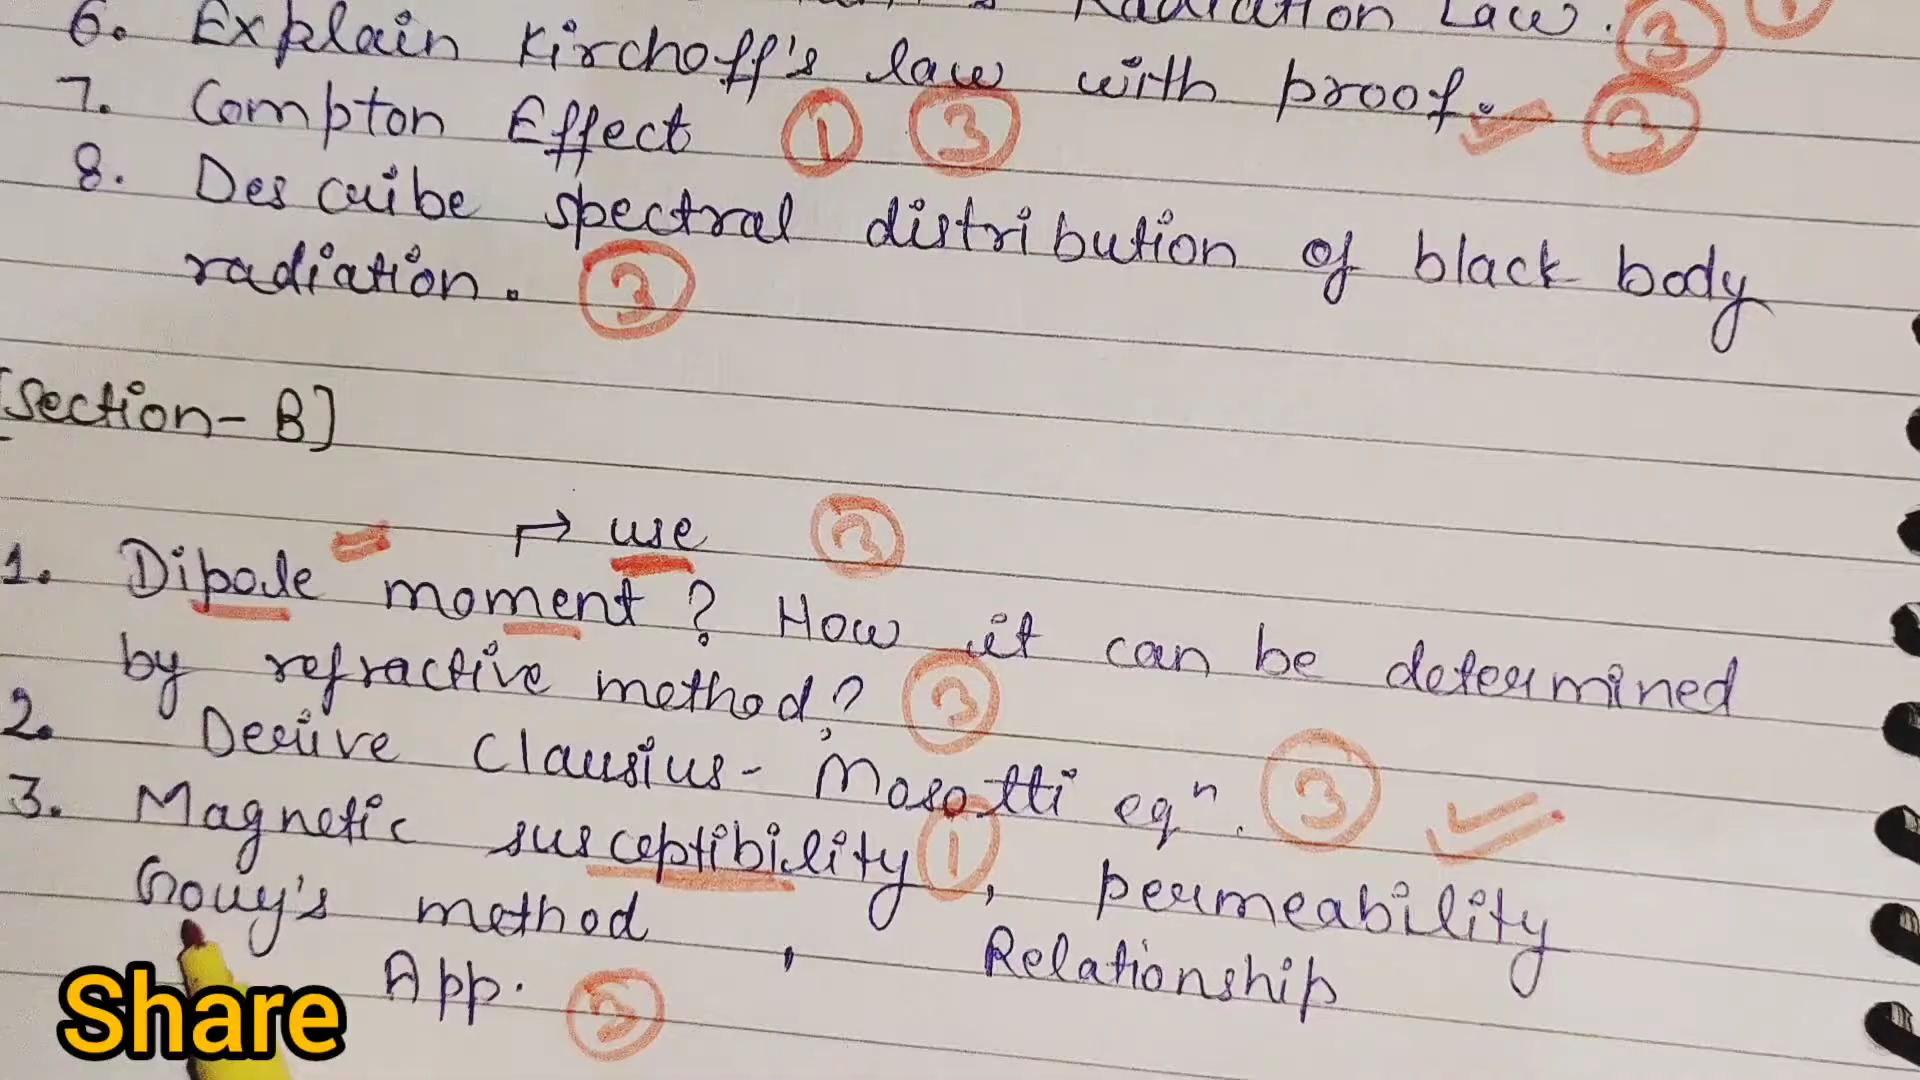 Radiation Law. 3 1
6. Explain Kirchoff's law with proof. 3
7. Compton Effect 1 3
8. Describe spectral distribution of black body
radiation. 3
[Section-B]
→ use 3
1. Dipole moment? How it can be determined
by refractive method? 3
2. Derive Clausius-Mosotti eqn. 3
3. Magnetic susceptibility 1, permeability
Gouy's method, Relationship
App. 3
Share